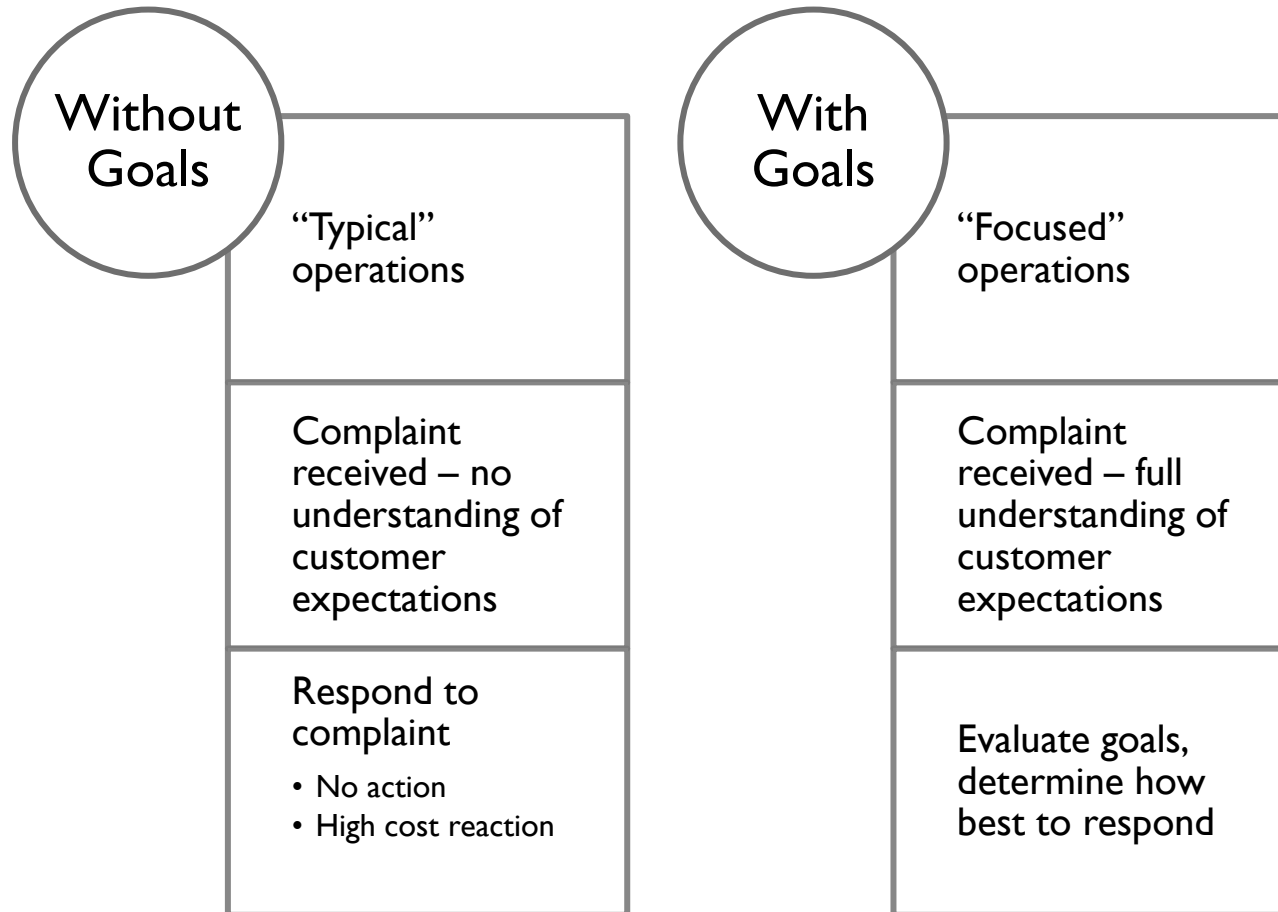 Without
Goals
“Typical”
operations
Complaint
received – no
understanding of
customer
expectations
Respond to
complaint
• No action
• High cost reaction
With
Goals
“Focused”
operations
Complaint
received – full
understanding of
customer
expectations
Evaluate goals,
determine how
best to respond